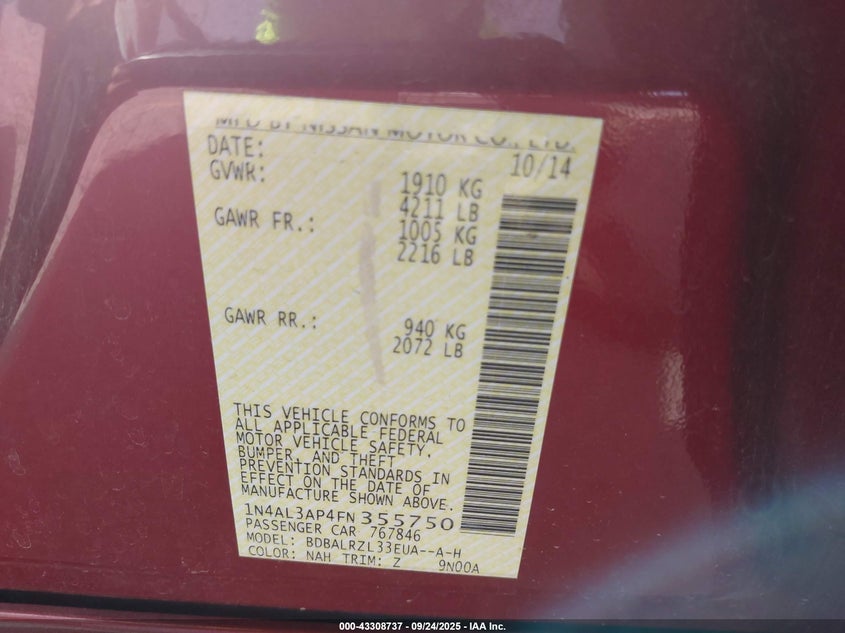 MFD BY NISSAN MOTOR CO., LTD.
DATE: 10/14
GVWR: 1910 KG
4211 LB
GAWR FR.: 1005 KG
2216 LB
GAWR RR.: 940 KG
2072 LB
THIS VEHICLE CONFORMS TO
ALL APPLICABLE FEDERAL
MOTOR VEHICLE SAFETY,
BUMPER, AND THEFT
PREVENTION STANDARDS IN
EFFECT ON THE DATE OF
MANUFACTURE SHOWN ABOVE.
1N4AL3AP4FN355750
PASSENGER CAR 767846
MODEL: BDBALRZL33EUA--A-H
COLOR: NAH TRIM: Z 9N00A
000-43308737 - 09/24/2025 - IAA Inc.